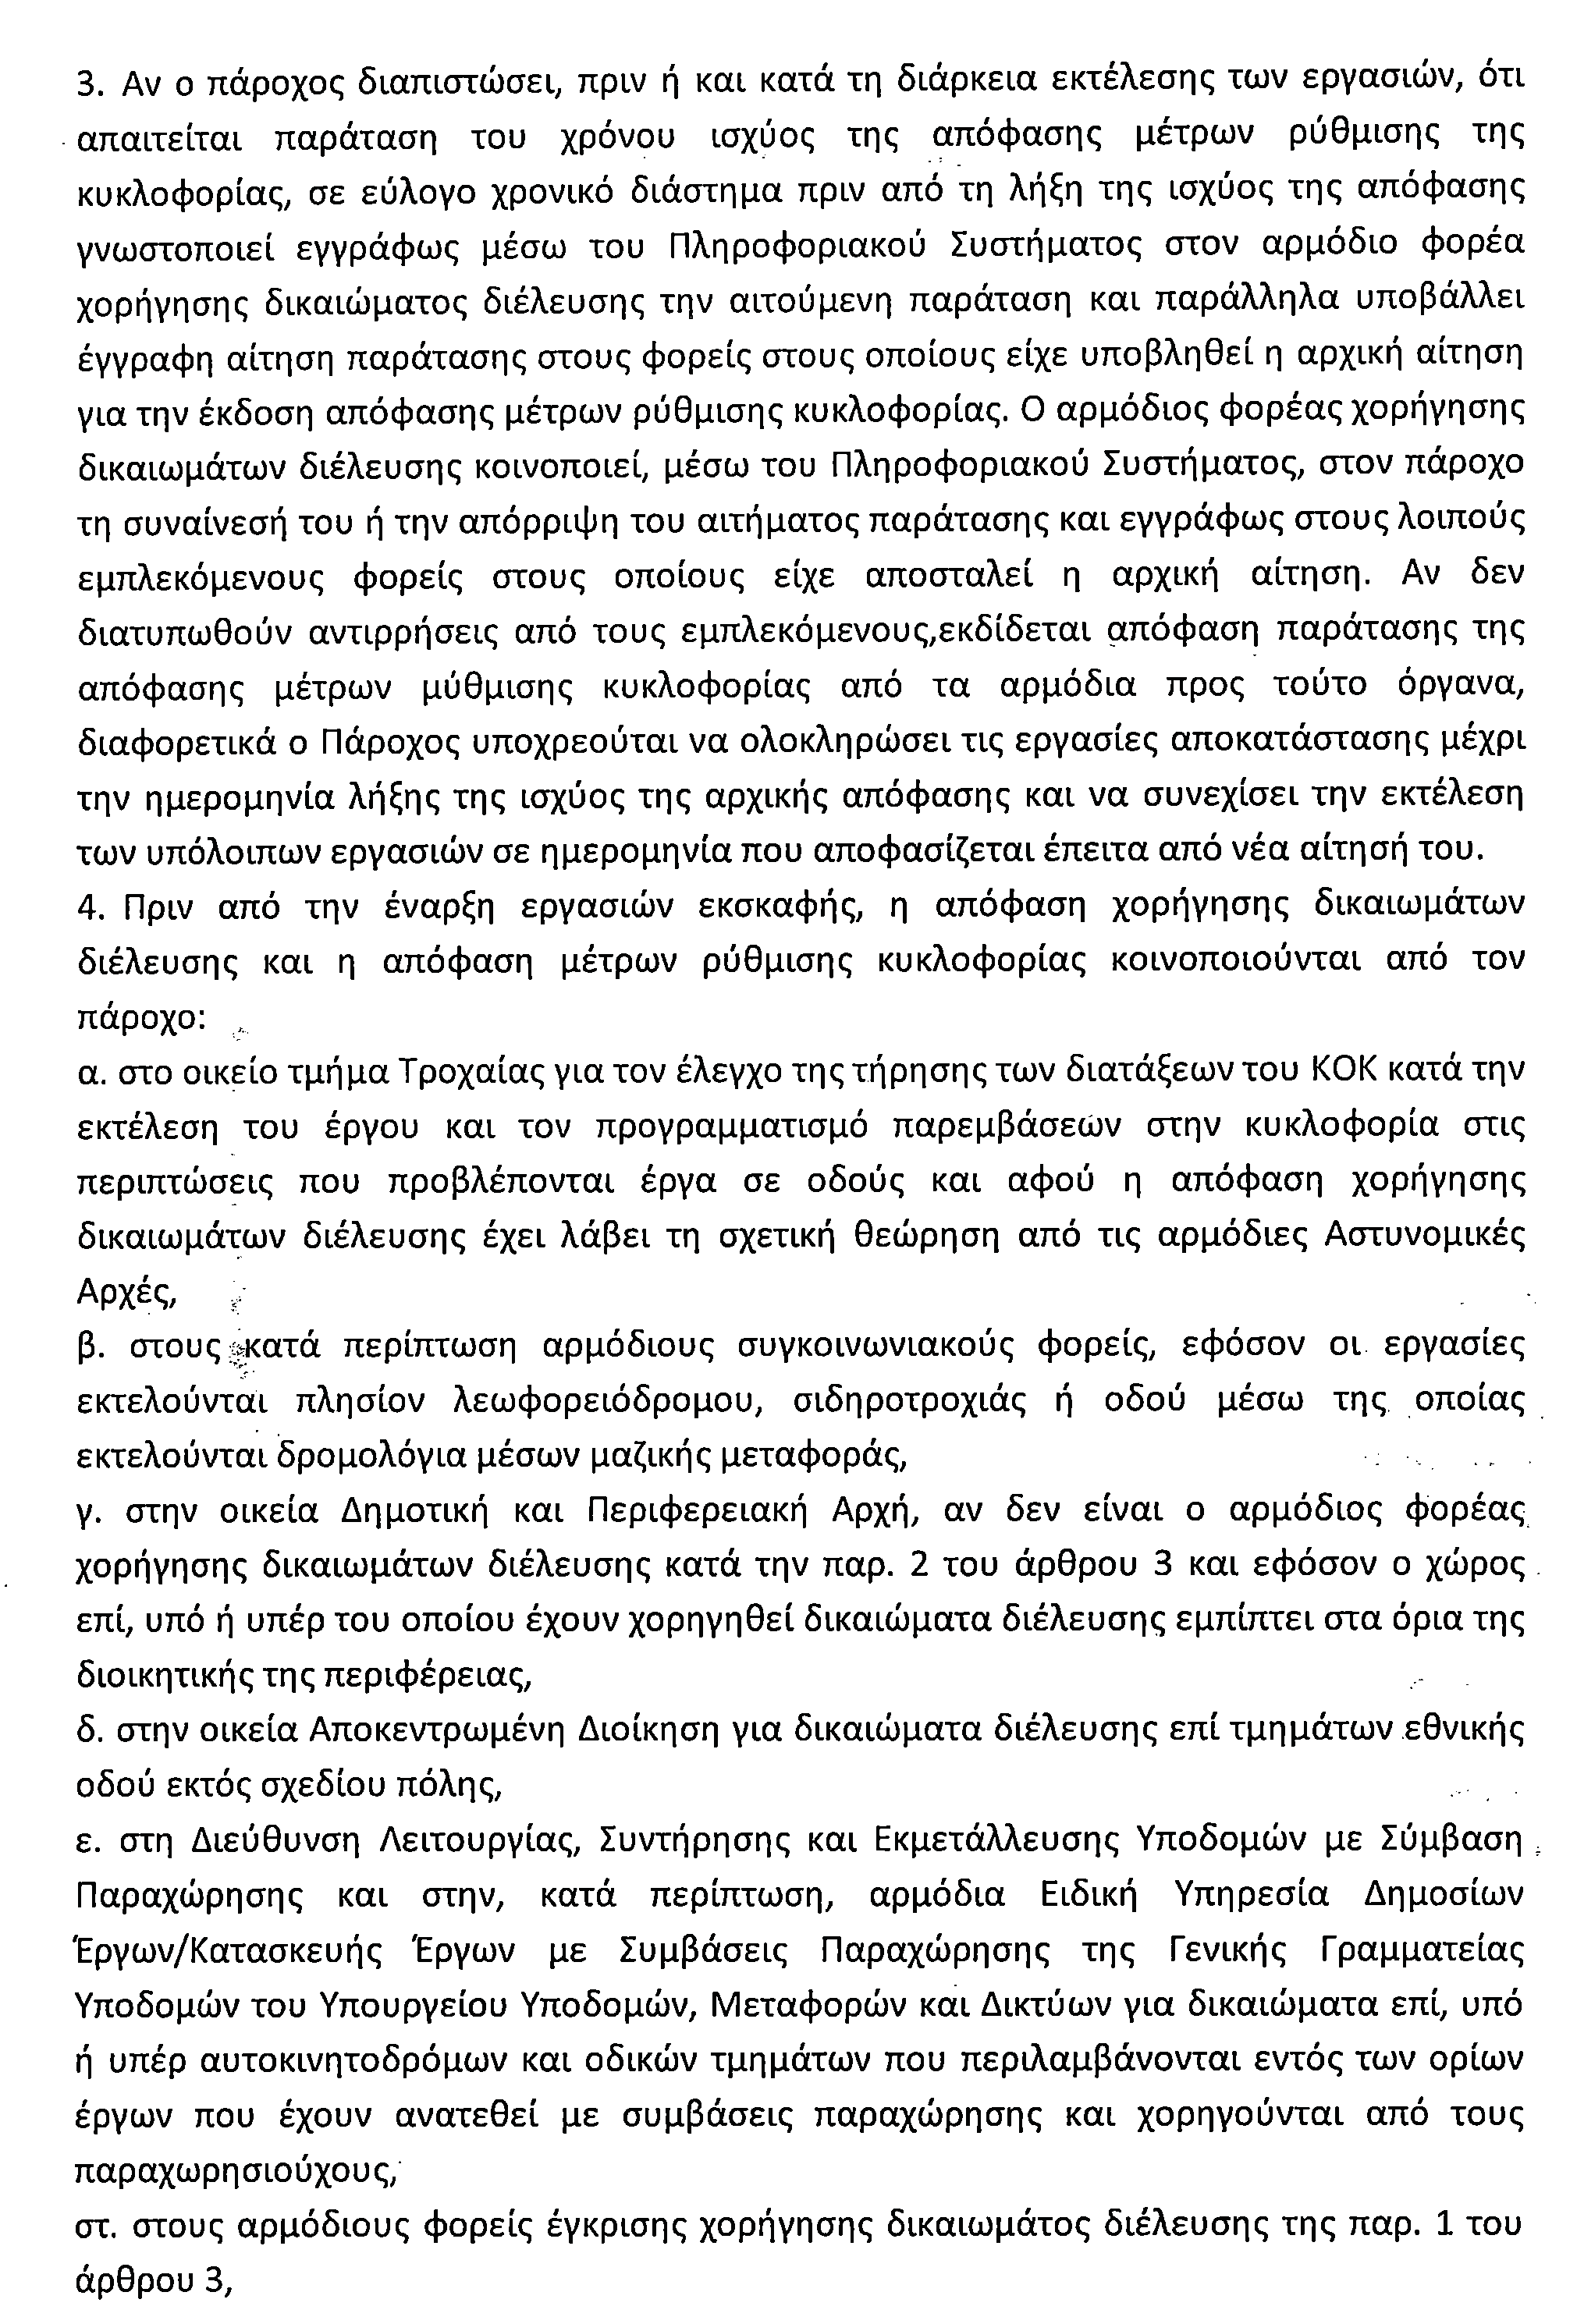 3. Αν ο πάροχος διαπιστώσει, πριν ή και κατά τη διάρκεια εκτέλεσης των εργασιών, ότι
απαιτείται παράταση του χρόνου ισχύος της απόφασης μέτρων ρύθμισης της
κυκλοφορίας, σε εύλογο χρονικό διάστημα πριν από τη λήξη της ισχύος της απόφασης
γνωστοποιεί εγγράφως μέσω του Πληροφοριακού Συστήματος στον αρμόδιο φορέα
χορήγησης δικαιώματος διέλευσης την αιτούμενη παράταση και παράλληλα υποβάλλει
έγγραφη αίτηση παράτασης στους φορείς στους οποίους είχε υποβληθεί η αρχική αίτηση
για την έκδοση απόφασης μέτρων ρύθμισης κυκλοφορίας. Ο αρμόδιος φορέας χορήγησης
δικαιωμάτων διέλευσης κοινοποιεί, μέσω του Πληροφοριακού Συστήματος, στον πάροχο
τη συναίνεσή του ή την απόρριψη του αιτήματος παράτασης και εγγράφως στους λοιπούς
εμπλεκόμενους φορείς στους οποίους είχε αποσταλεί η αρχική αίτηση. Αν δεν
διατυπωθούν αντιρρήσεις από τους εμπλεκόμενους,εκδίδεται απόφαση παράτασης της
απόφασης μέτρων μύθμισης κυκλοφορίας από τα αρμόδια προς τούτο όργανα,
διαφορετικά ο Πάροχος υποχρεούται να ολοκληρώσει τις εργασίες αποκατάστασης μέχρι
την ημερομηνία λήξης της ισχύος της αρχικής απόφασης και να συνεχίσει την εκτέλεση
των υπόλοιπων εργασιών σε ημερομηνία που αποφασίζεται έπειτα από νέα αίτησή του.
4. Πριν από την έναρξη εργασιών εκσκαφής, η απόφαση χορήγησης δικαιωμάτων
διέλευσης και η απόφαση μέτρων ρύθμισης κυκλοφορίας κοινοποιούνται από τον
πάροχο:
α. στο οικείο τμήμα Τροχαίας για τον έλεγχο της τήρησης των διατάξεων του ΚΟΚ κατά την
εκτέλεση του έργου και τον προγραμματισμό παρεμβάσεων στην κυκλοφορία στις
περιπτώσεις που προβλέπονται έργα σε οδούς και αφού η απόφαση χορήγησης
δικαιωμάτων διέλευσης έχει λάβει τη σχετική θεώρηση από τις αρμόδιες Αστυνομικές
Αρχές,
β. στους κατά περίπτωση αρμόδιους συγκοινωνιακούς φορείς, εφόσον οι εργασίες
εκτελούνται πλησίον λεωφορειόδρομου, σιδηροτροχιάς ή οδού μέσω της οποίας
εκτελούνται δρομολόγια μέσων μαζικής μεταφοράς,
γ. στην οικεία Δημοτική και Περιφερειακή Αρχή, αν δεν είναι ο αρμόδιος φορέας
χορήγησης δικαιωμάτων διέλευσης κατά την παρ. 2 του άρθρου 3 και εφόσον ο χώρος
επί, υπό ή υπέρ του οποίου έχουν χορηγηθεί δικαιώματα διέλευσης εμπίπτει στα όρια της
διοικητικής της περιφέρειας,
δ. στην οικεία Αποκεντρωμένη Διοίκηση για δικαιώματα διέλευσης επί τμημάτων εθνικής
οδού εκτός σχεδίου πόλης,
ε. στη Διεύθυνση Λειτουργίας, Συντήρησης και Εκμετάλλευσης Υποδομών με Σύμβαση
Παραχώρησης και στην, κατά περίπτωση, αρμόδια Ειδική Υπηρεσία Δημοσίων
Έργων/Κατασκευής Έργων με Συμβάσεις Παραχώρησης της Γενικής Γραμματείας
Υποδομών του Υπουργείου Υποδομών, Μεταφορών και Δικτύων για δικαιώματα επί, υπό
ή υπέρ αυτοκινητοδρόμων και οδικών τμημάτων που περιλαμβάνονται εντός των ορίων
έργων που έχουν ανατεθεί με συμβάσεις παραχώρησης και χορηγούνται από τους
παραχωρησιούχους,
στ. στους αρμόδιους φορείς έγκρισης χορήγησης δικαιωμάτος διέλευσης της παρ. 1 του
άρθρου 3,